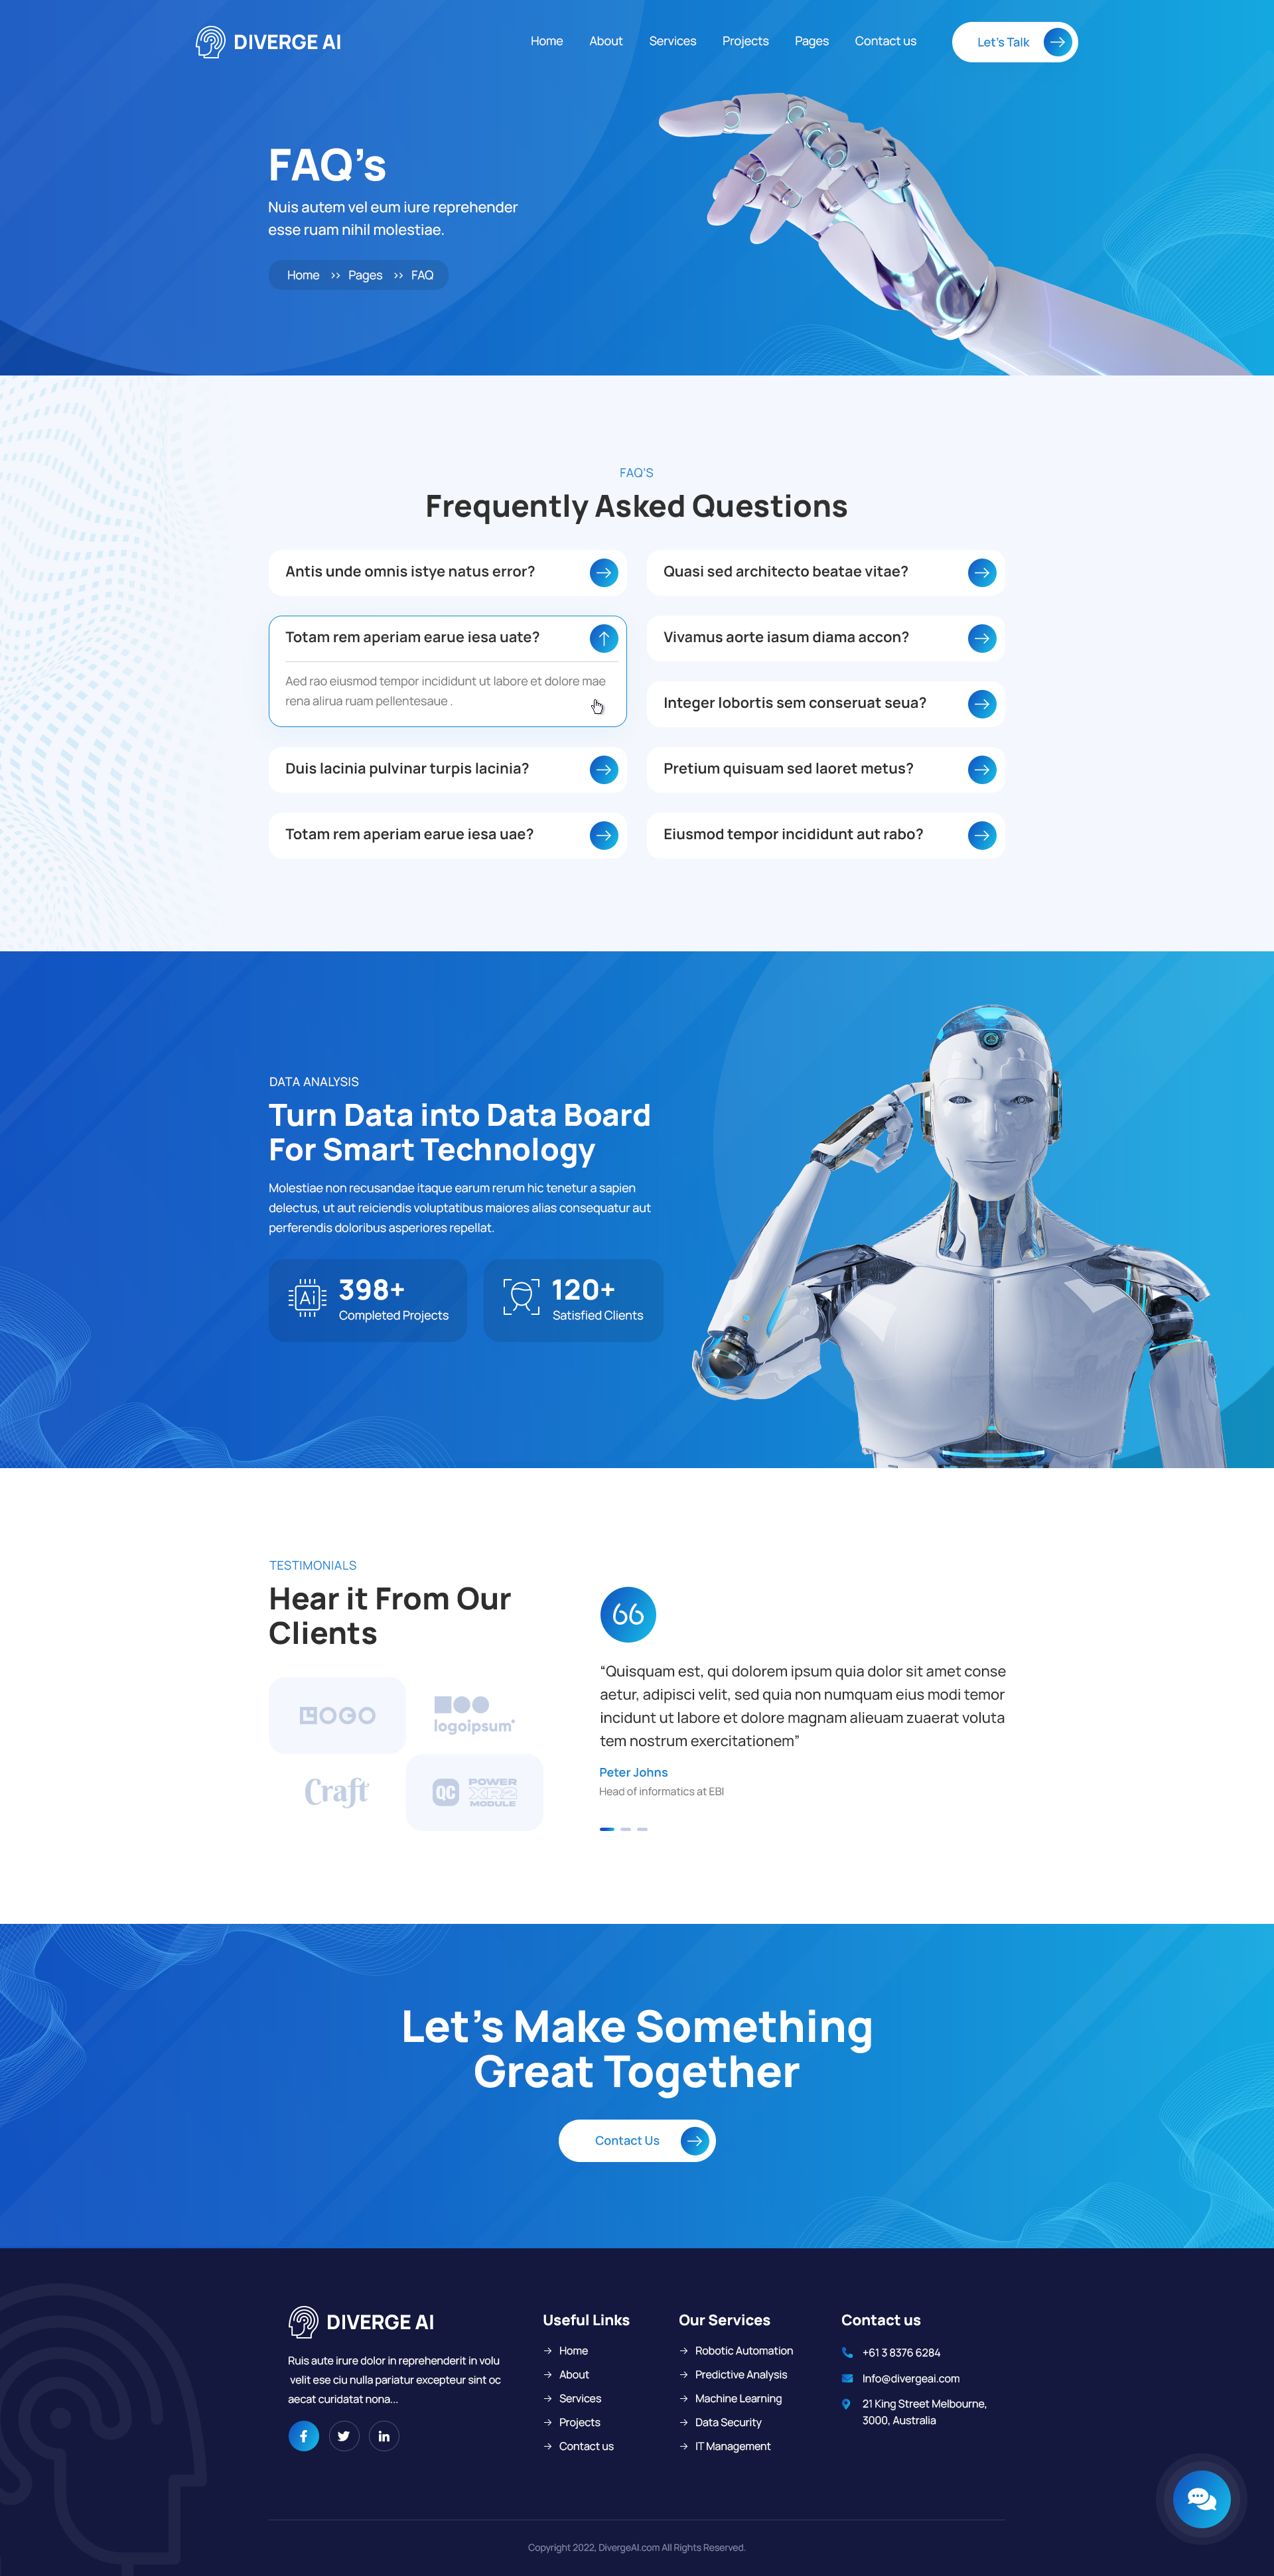 DIVERGE AI
Home
About
Services
Projects
Pages
Contact us
Let's Talk
FAQ's
Nuis autem vel eum iure reprehender
esse ruam nihil molestiae.
Home >> Pages >> FAQ
FAQ'S
Frequently Asked Questions
Antis unde omnis istye natus error?
Totam rem aperiam earue iesa uate?
Aed rao eiusmod tempor incididunt ut labore et dolore mae
rena alirua ruam pellentesaue .
Duis lacinia pulvinar turpis lacinia?
Totam rem aperiam earue iesa uae?
Quasi sed architecto beatae vitae?
Vivamus aorte iasum diama accon?
Integer lobortis sem conseruat seua?
Pretium quisuam sed laoret metus?
Eiusmod tempor incididunt aut rabo?
DATA ANALYSIS
Turn Data into Data Board
For Smart Technology
Molestiae non recusandae itaque earum rerum hic tenetur a sapien
delectus, ut aut reiciendis voluptatibus maiores alias consequatur aut
perferendis doloribus asperiores repellat.
Ai
398+
Completed Projects
120+
Satisfied Clients
TESTIMONIALS
Hear it From Our
Clients
LOGO
logoipsum
Craft
QC
POWER
XR2
MODULE
“Quisquam est, qui dolorem ipsum quia dolor sit amet conse
aetur, adipisci velit, sed quia non numquam eius modi temor
incidunt ut labore et dolore magnam alieuam zuaerat voluta
tem nostrum exercitationem”
Peter Johns
Head of informatics at EBI
Let's Make Something
Great Together
Contact Us
DIVERGE AI
Ruis aute irure dolor in reprehenderit in volu
velit ese ciu nulla pariatur excepteur sint oc
aecat curidatat nona...
Useful Links
Home
About
Services
Projects
Contact us
Our Services
Robotic Automation
Predictive Analysis
Machine Learning
Data Security
IT Management
Contact us
+61 3 8376 6284
Info@divergeai.com
21 King Street Melbourne,
3000, Australia
Copyright 2022, DivergeAI.com All Rights Reserved.